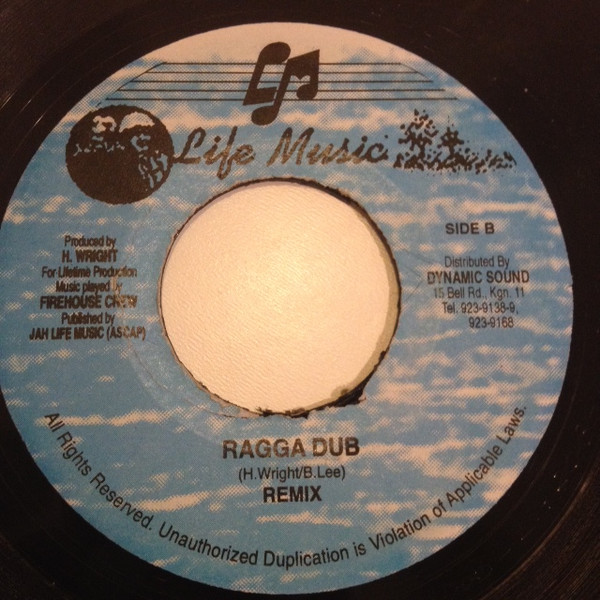 LM
Life Music
Produced by
H. WRIGHT
For Lifetime Production
Music played by
FIREHOUSE CREW
Published by
JAH LIFE MUSIC (ASCAP)
SIDE B
Distributed By
DYNAMIC SOUND
15 Bell Rd., Kgn. 11
Tel. 923-9138-9,
923-9168
RAGGA DUB
(H.Wright/B.Lee)
REMIX
All Rights Reserved. Unauthorized Duplication is Violation of Applicable Laws.